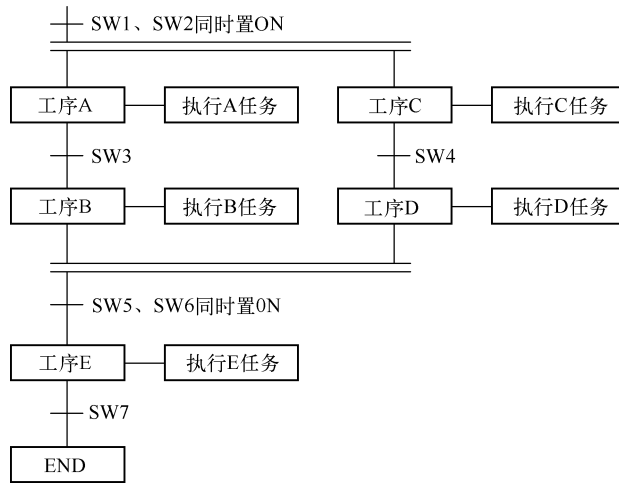 SW1、SW2同时置ON
工序A
执行A任务
工序C
执行C任务
SW3
SW4
工序B
执行B任务
工序D
执行D任务
SW5、SW6同时置0N
工序E
执行E任务
SW7
END